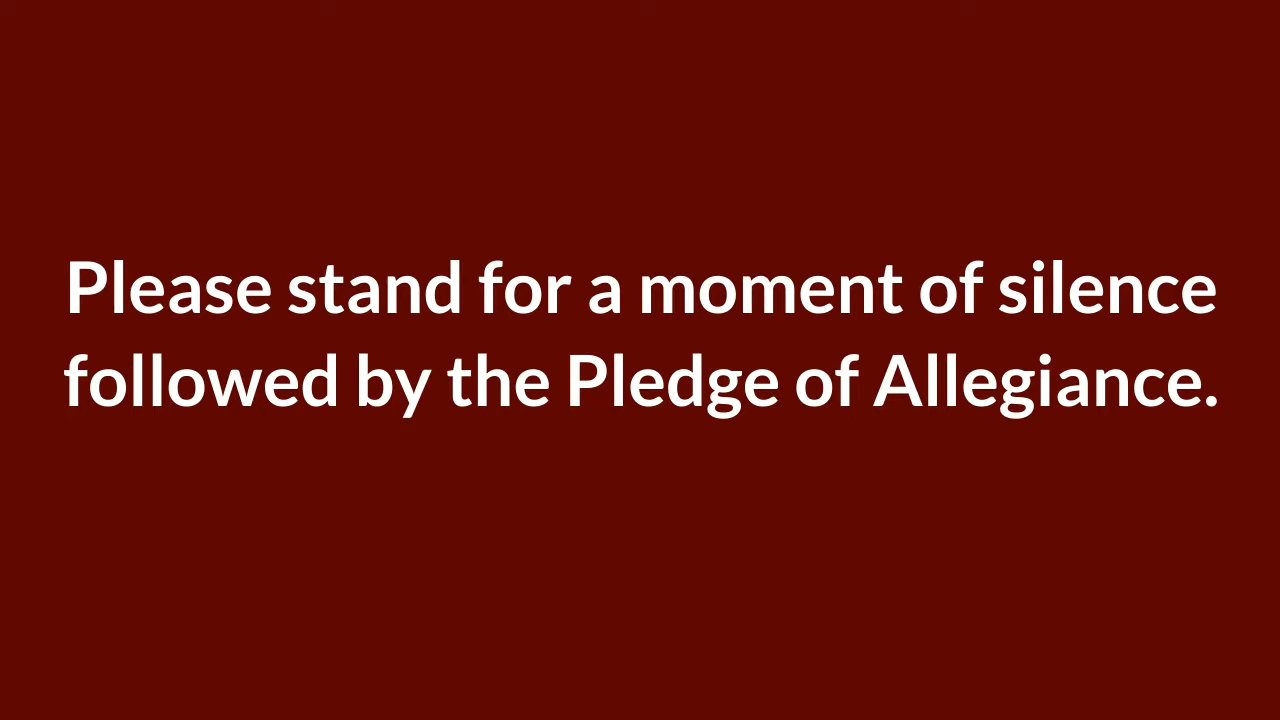 Please stand for a moment of silence
followed by the Pledge of Allegiance.